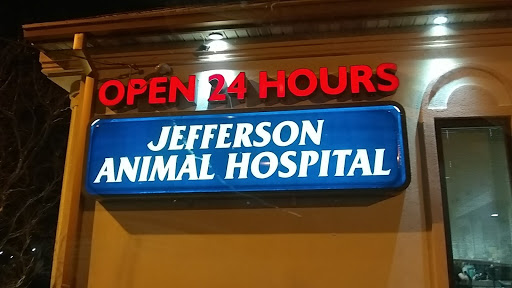 OPEN 24 HOURS
JEFFERSON
ANIMAL HOSPITAL